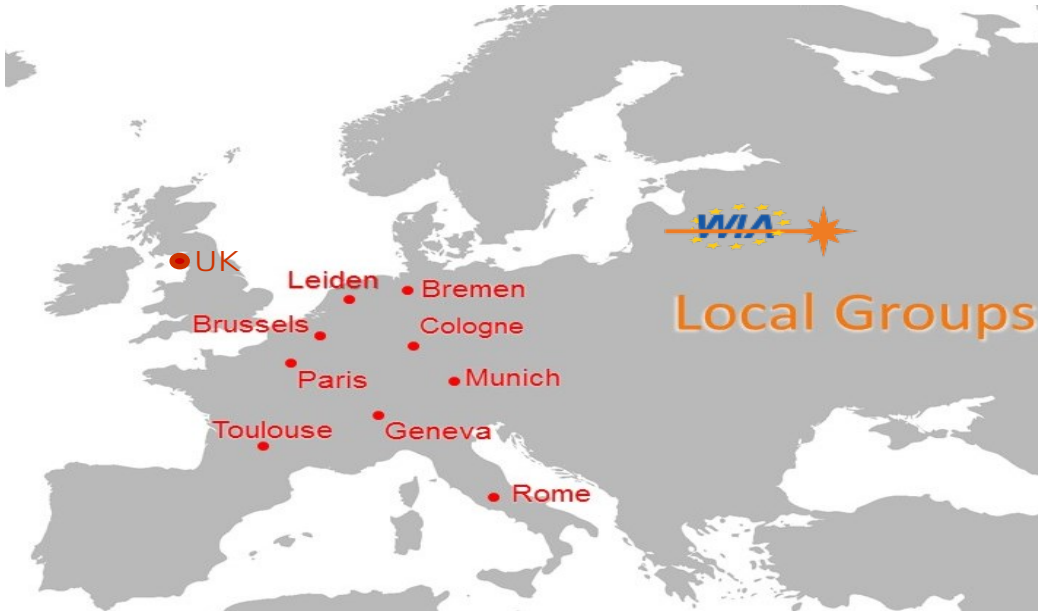 WIA
UK
Leiden
Bremen
Local Groups
Brussels
Cologne
Paris
Munich
Toulouse
Geneva
Rome